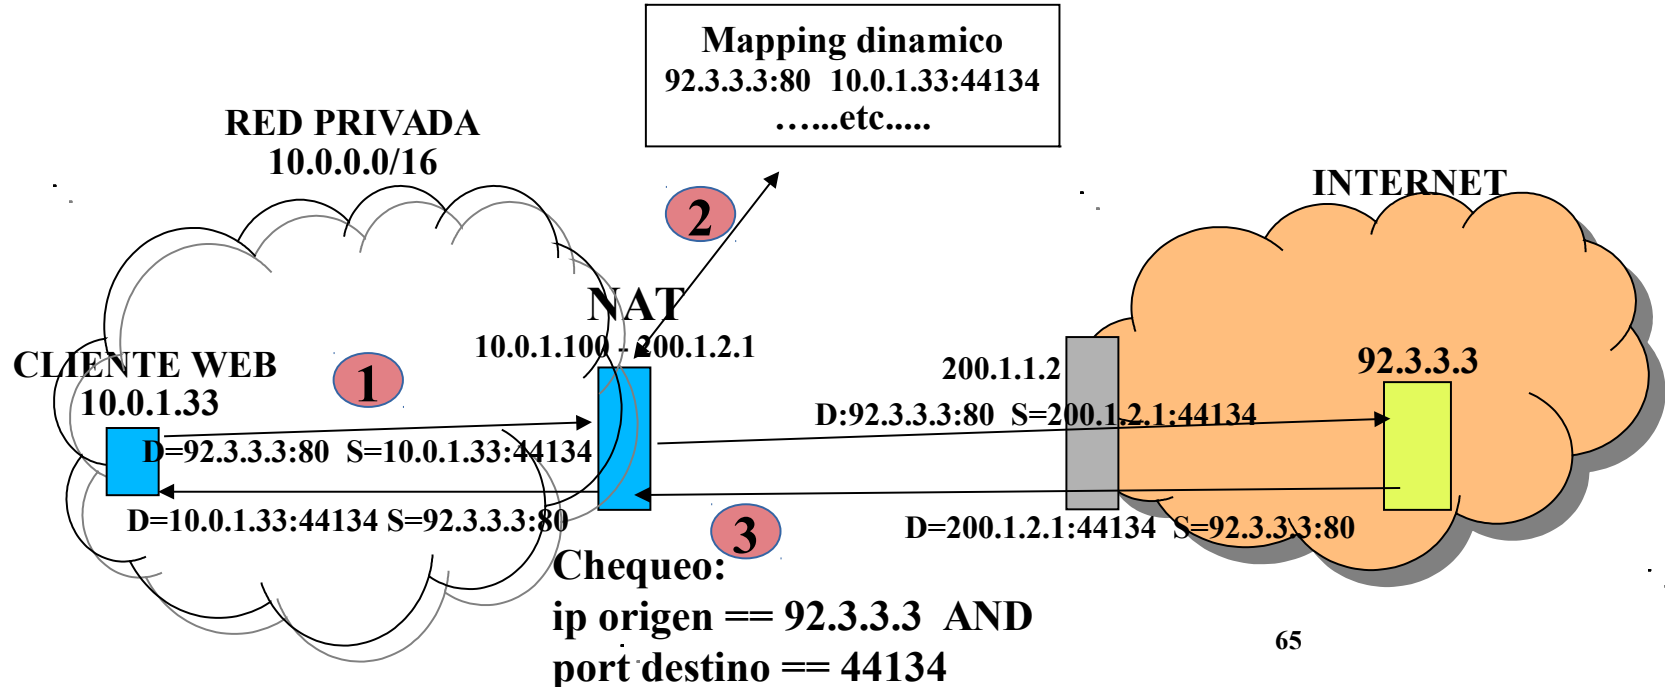 Mapping dinamico
92.3.3.3:80 10.0.1.33:44134
…...etc.....
RED PRIVADA
10.0.0.0/16
INTERNET
2
NAT
10.0.1.100 - 200.1.2.1
CLIENTE WEB
10.0.1.33
1
200.1.1.2
92.3.3.3
D:92.3.3.3:80 S=200.1.2.1:44134
D=92.3.3.3:80 S=10.0.1.33:44134
D=10.0.1.33:44134 S=92.3.3.3:80
3
D=200.1.2.1:44134 S=92.3.3.3:80
Chequeo:
ip origen == 92.3.3.3 AND
port destino == 44134
65